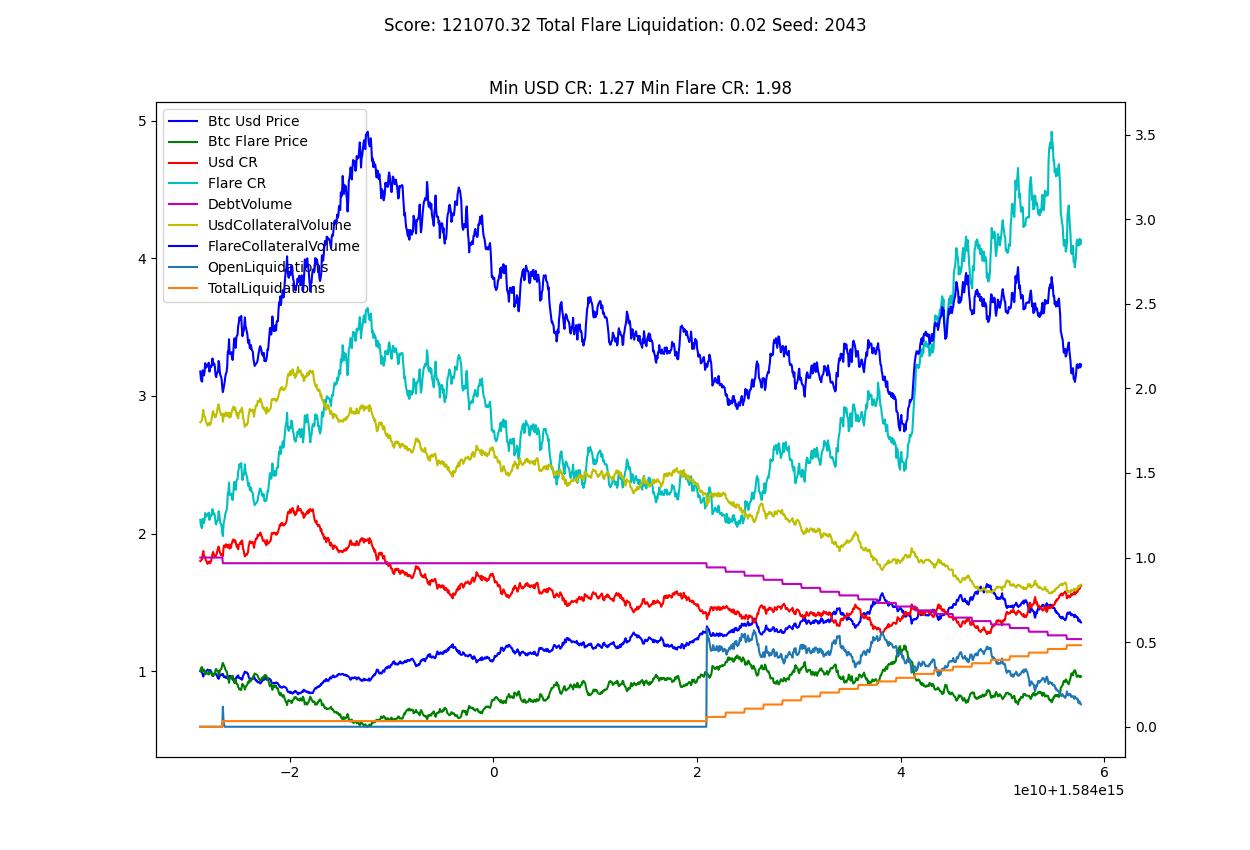 Score: 121070.32 Total Flare Liquidation: 0.02 Seed: 2043
Min USD CR: 1.27 Min Flare CR: 1.98
Btc Usd Price
Btc Flare Price
Usd CR
Flare CR
DebtVolume
UsdCollateralVolume
FlareCollateralVolume
OpenLiquidations
TotalLiquidations
5
4
3
2
1
3.5
3.0
2.5
2.0
1.5
1.0
0.5
0.0
−2
0
2
4
6
1e10+1.584e15